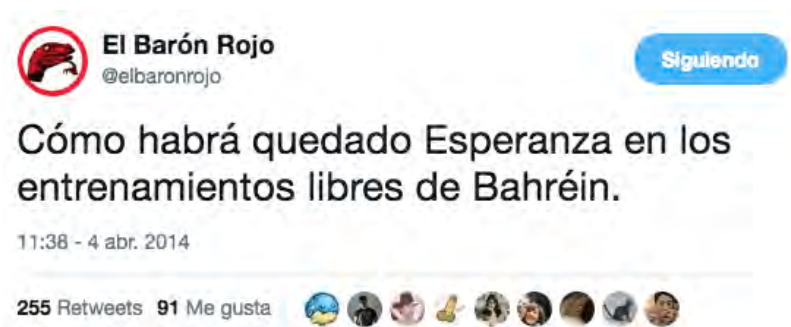 El Barón Rojo
@elbaronrojo
Siguiendo
Cómo habrá quedado Esperanza en los
entrenamientos libres de Bahréin.
11:38 - 4 abr. 2014
255 Retweets 91 Me gusta